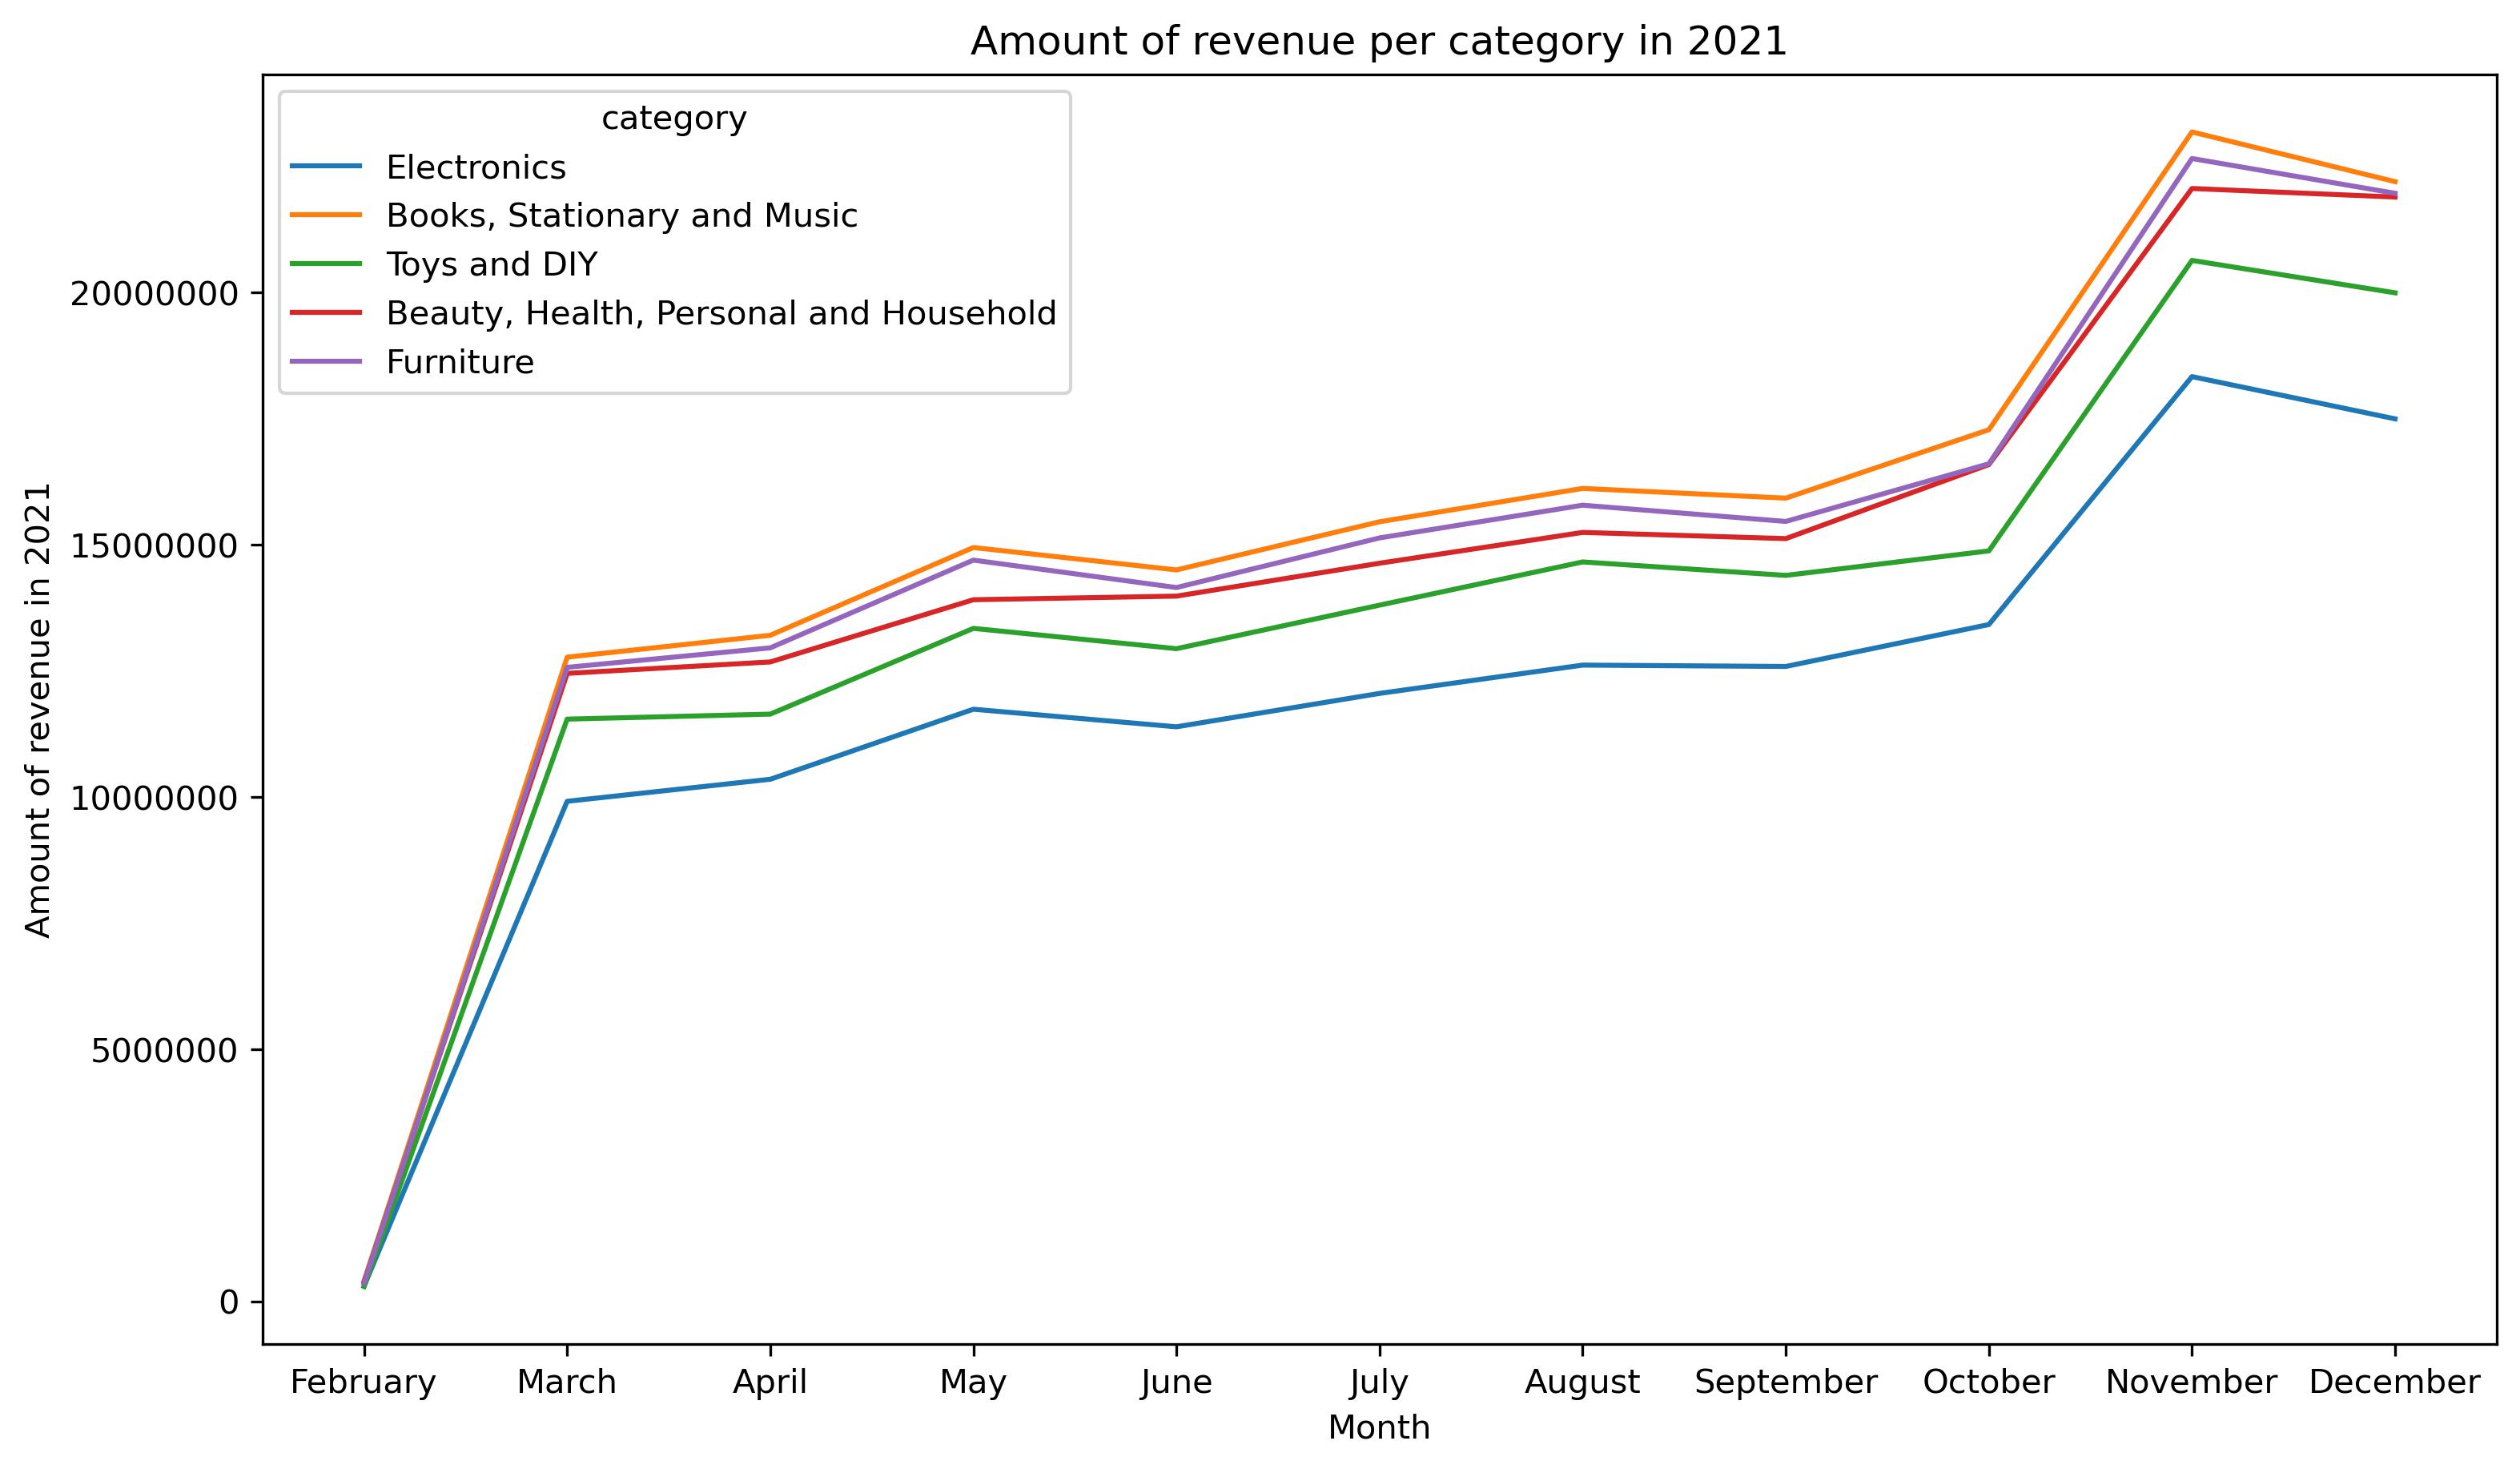 Amount of revenue per category in 2021
category
Electronics
Books, Stationary and Music
Toys and DIY
Beauty, Health, Personal and Household
Furniture
Amount of revenue in 2021
20000000
15000000
10000000
5000000
0
February March April May June July August September October November December
Month